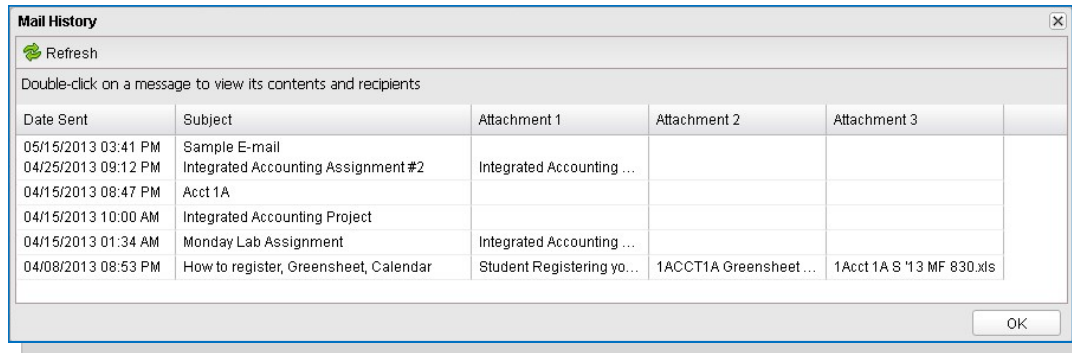 Mail History
Refresh
Double-click on a message to view its contents and recipients
Date Sent Subject Attachment 1 Attachment 2 Attachment 3
05/15/2013 03:41 PM Sample E-mail
04/25/2013 09:12 PM Integrated Accounting Assignment #2 Integrated Accounting ...
04/15/2013 08:47 PM Acct 1A
04/15/2013 10:00 AM Integrated Accounting Project
04/15/2013 01:34 AM Monday Lab Assignment Integrated Accounting ...
04/08/2013 08:53 PM How to register, Greensheet, Calendar Student Registering yo... 1ACCT1A Greensheet ... 1Acct 1A S '13 MF 830.xls
OK